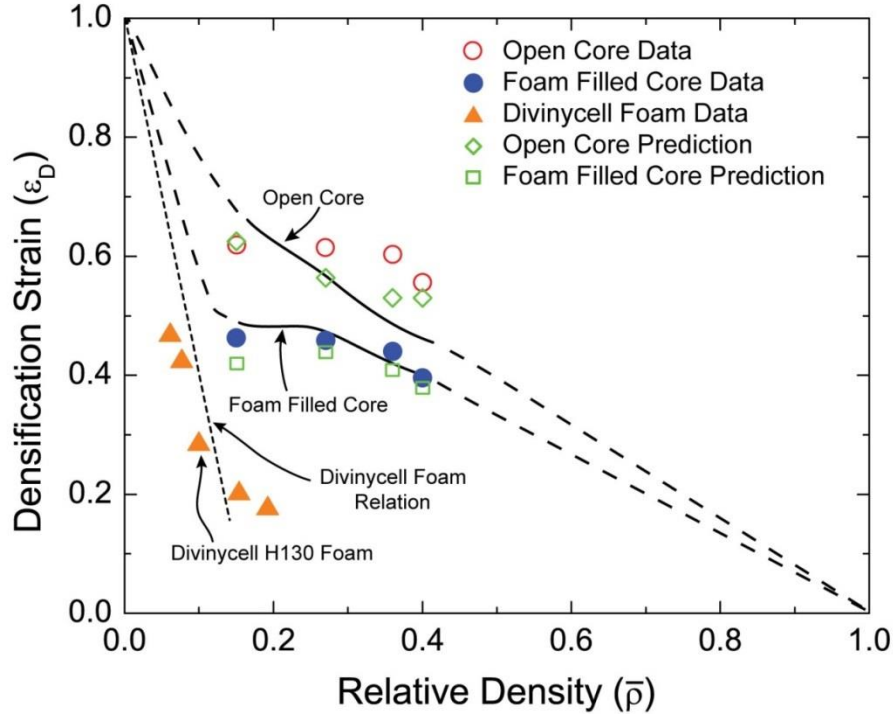 1.0
0.8
0.6
0.4
0.2
0.0
Densification Strain (ε_D)
Open Core Data
Foam Filled Core Data
Divinycell Foam Data
Open Core Prediction
Foam Filled Core Prediction
Open Core
Foam Filled Core
Divinycell Foam
Relation
Divinycell H130 Foam
0.0 0.2 0.4 0.6 0.8 1.0
Relative Density (ρ̅)